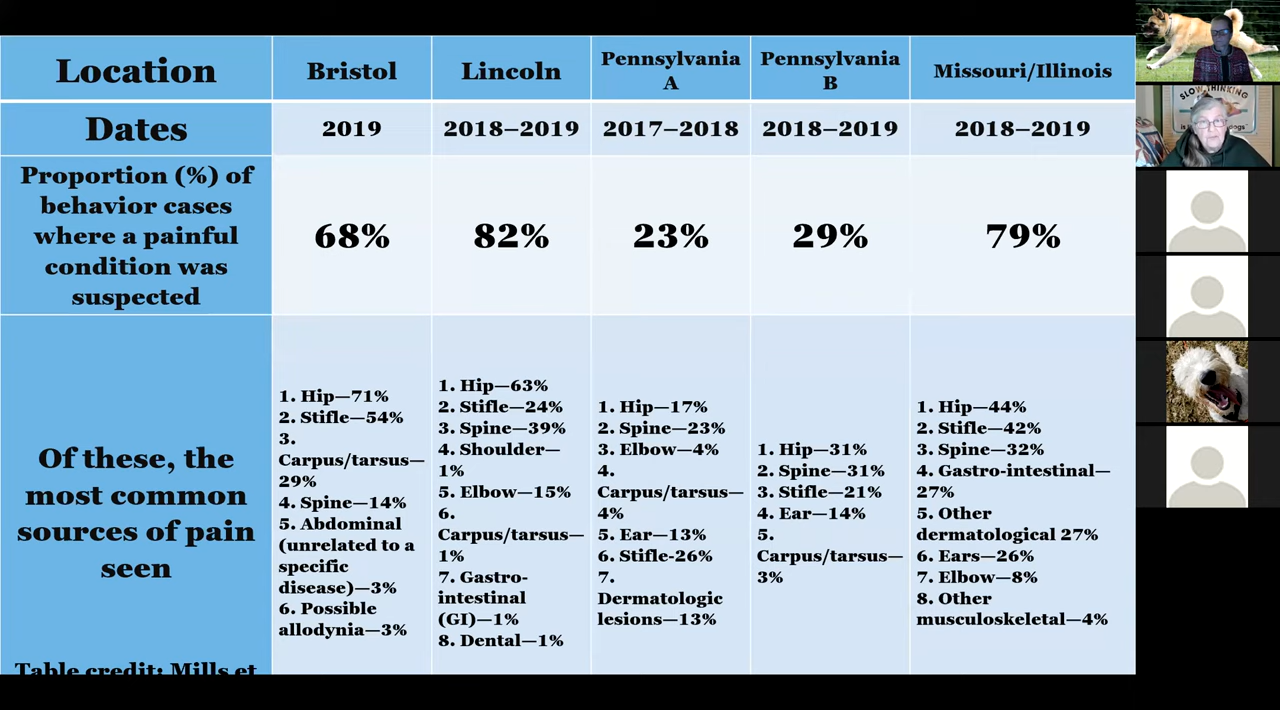 Location
Bristol
Lincoln
Pennsylvania
A
Pennsylvania
B
Missouri/Illinois
Dates
2019
2018–2019
2017–2018
2018–2019
2018–2019
Proportion (%) of
behavior cases
where a painful
condition was
suspected
68%
82%
23%
29%
79%
Of these, the
most common
sources of pain
seen
1. Hip—71%
2. Stifle—54%
3.
Carpus/tarsus—
29%
4. Spine—14%
5. Abdominal
(unrelated to a
specific
disease)—3%
6. Possible
allodynia—3%
1. Hip—63%
2. Stifle—24%
3. Spine—39%
4. Shoulder—
1%
5. Elbow—15%
6.
Carpus/tarsus—
1%
7. Gastro-
intestinal
(GI)—1%
8. Dental—1%
1. Hip—17%
2. Spine—23%
3. Elbow—4%
4.
Carpus/tarsus—
4%
5. Ear—13%
6. Stifle-26%
7.
Dermatologic
lesions—13%
1. Hip—31%
2. Spine—31%
3. Stifle—21%
4. Ear—14%
5.
Carpus/tarsus—
3%
1. Hip—44%
2. Stifle—42%
3. Spine—32%
4. Gastro-intestinal—
27%
5. Other
dermatological 27%
6. Ears—26%
7. Elbow—8%
8. Other
musculoskeletal—4%
Table credit: Mills et
SLOW THINKING
is
dogs"